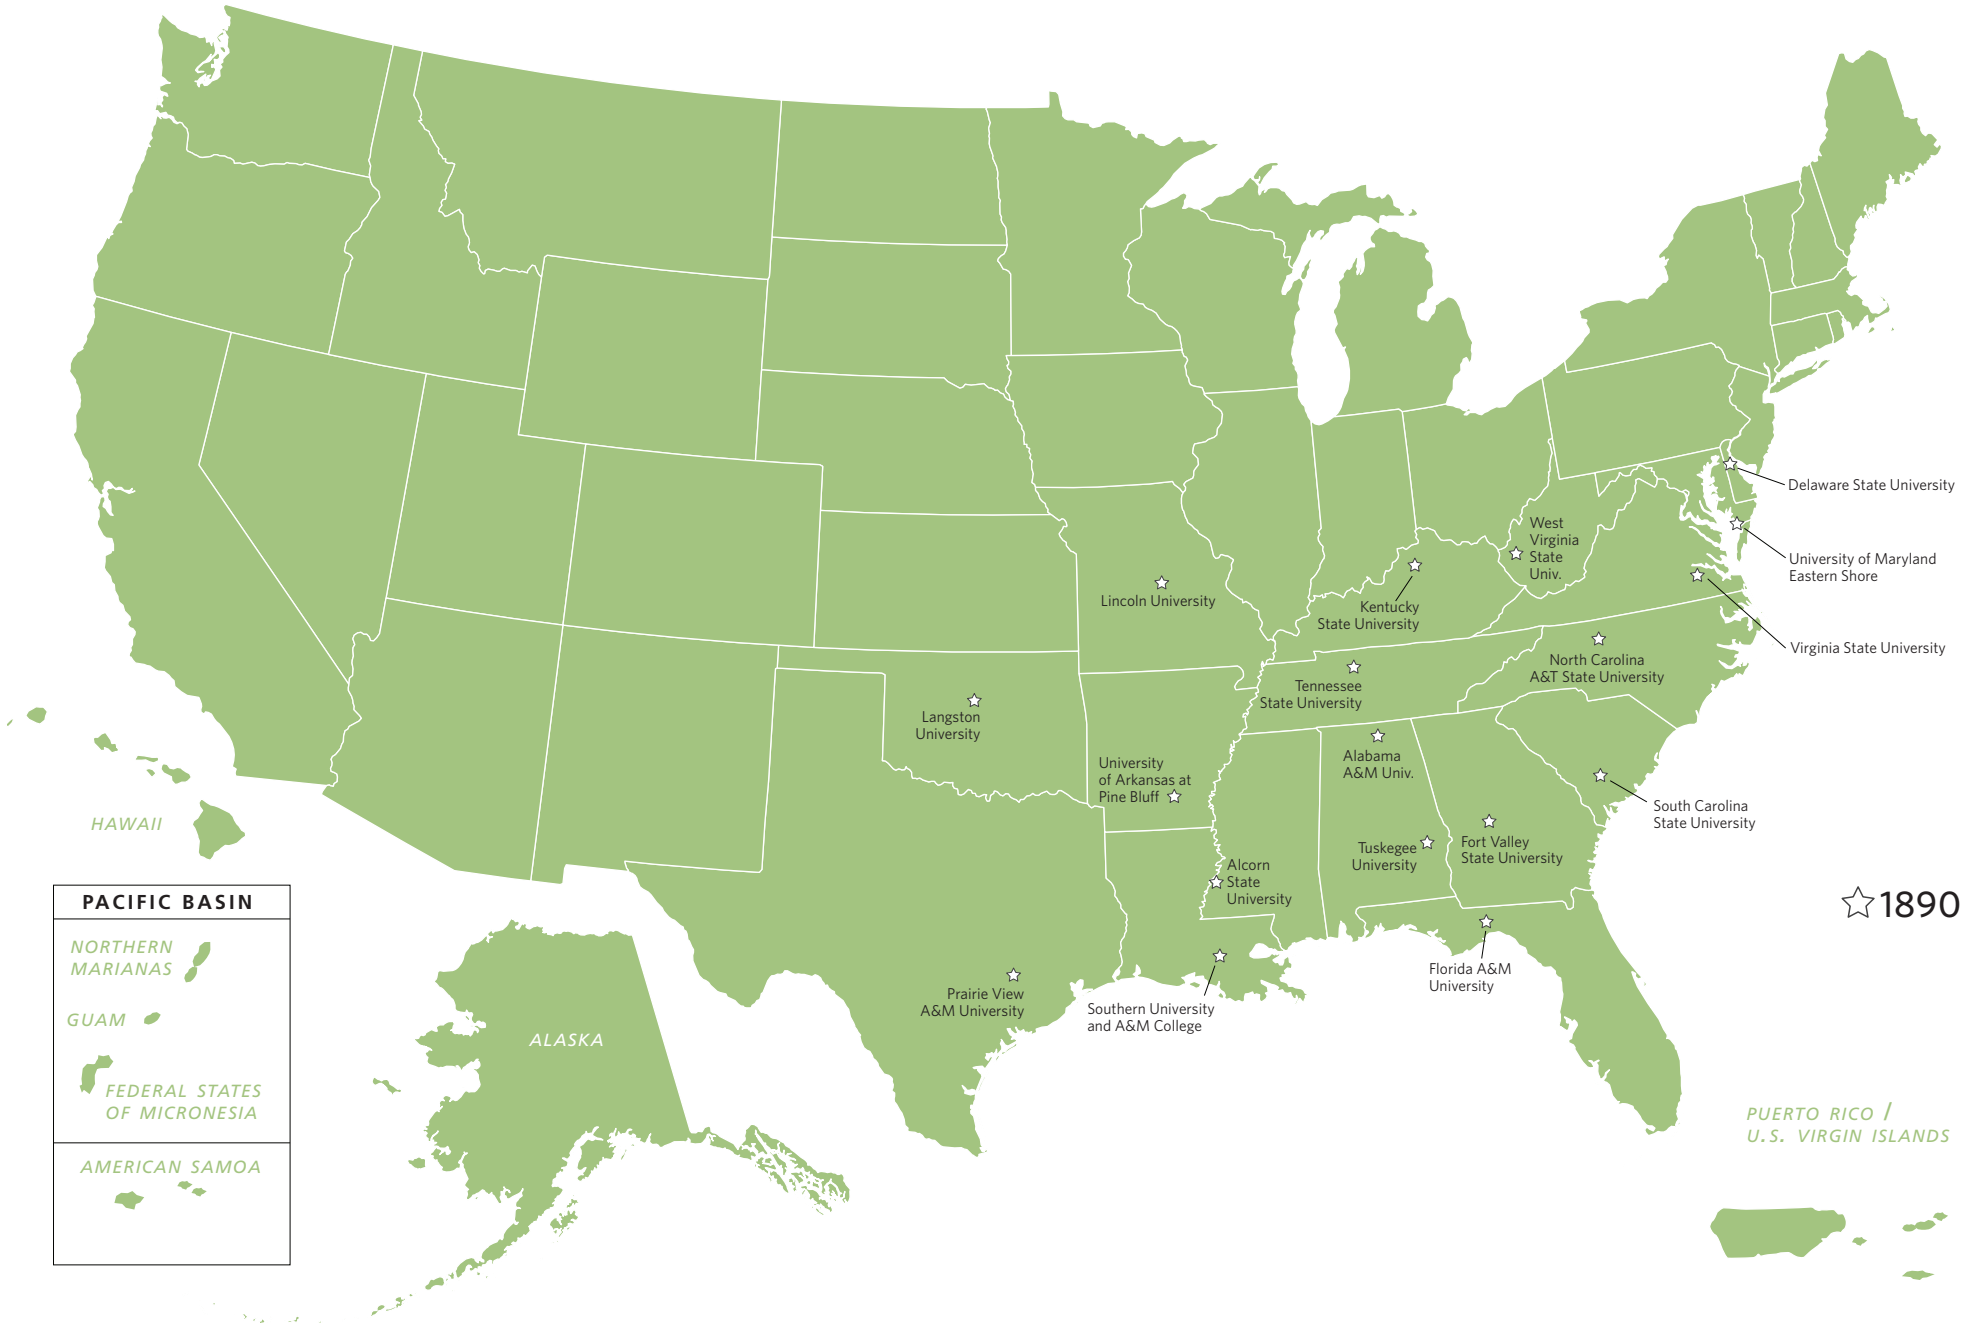 Delaware State University
West
Virginia
State
Univ.
University of Maryland
Eastern Shore
Lincoln University
Kentucky
State University
Virginia State University
North Carolina
A&T State University
Tennessee
State University
Langston
University
Alabama
A&M Univ.
University
of Arkansas at
Pine Bluff
South Carolina
State University
HAWAII
Tuskegee
University
Fort Valley
State University
Alcorn
State
University
1890
PACIFIC BASIN
NORTHERN
MARIANAS
GUAM
FEDERAL STATES
OF MICRONESIA
AMERICAN SAMOA
ALASKA
Prairie View
A&M University
Southern University
and A&M College
Florida A&M
University
PUERTO RICO /
U.S. VIRGIN ISLANDS